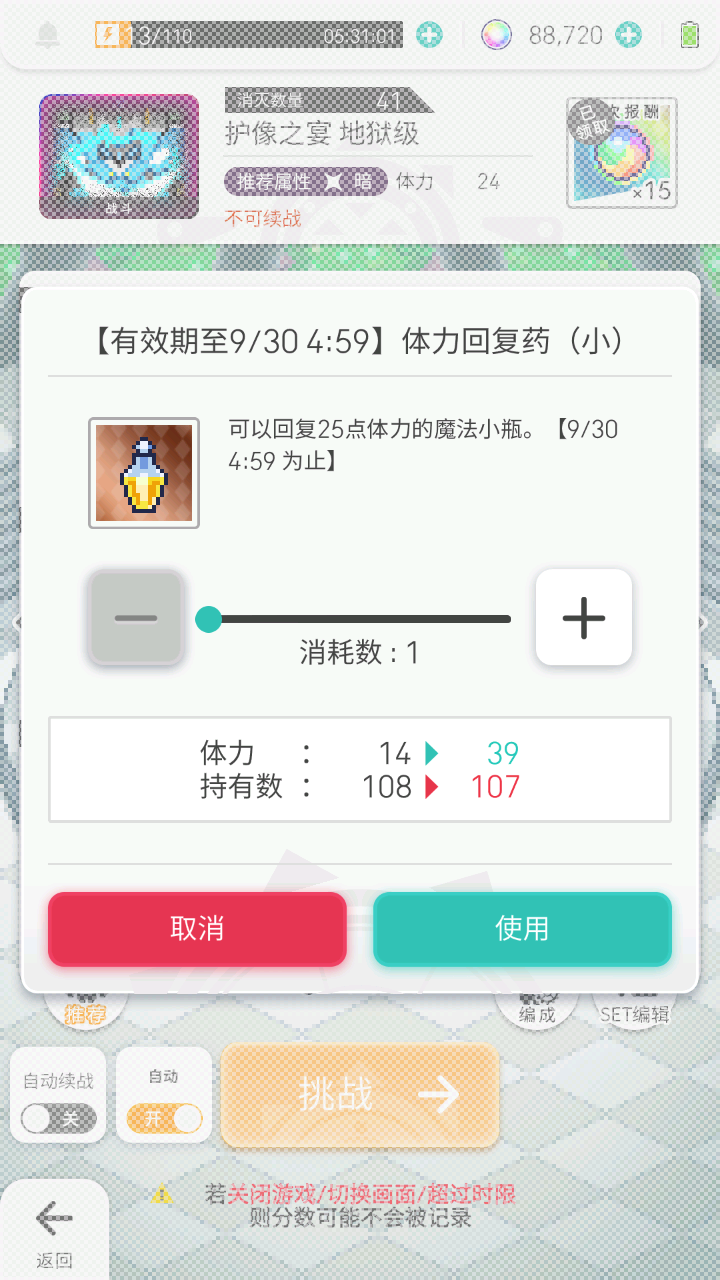 13/110
05:31:01
88,720
消灭数量 41
护像之宴 地狱级
推荐属性 暗 体力 24
不可续战
战斗
已领取
次报酬
×15
【有效期至9/30 4:59】体力回复药（小）
可以回复25点体力的魔法小瓶。【9/30
4:59 为止】
消耗数 : 1
体力 : 14 39
持有数 : 108 107
取消
使用
推荐
编成
SET编辑
自动续战
关
自动
开
挑战
若关闭游戏/切换画面/超过时限
则分数可能不会被记录
返回